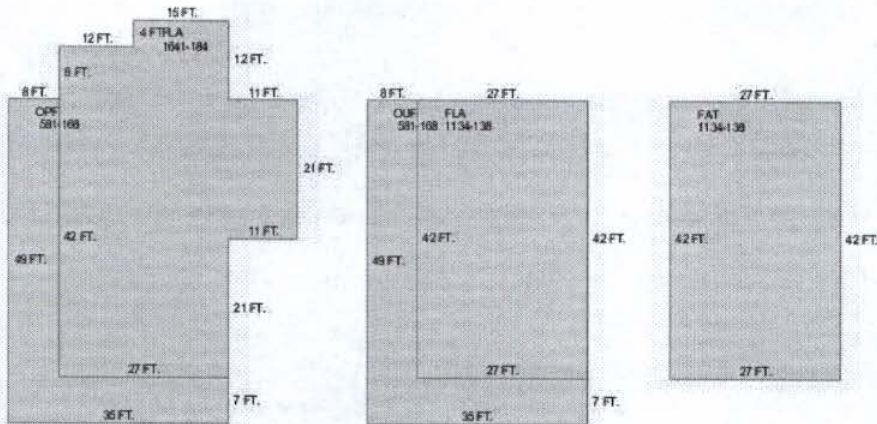 15 FT.
12 FT.
4 FT.FLA
1641-184
12 FT.
8 FT.
8 FT.
11 FT.
OPF
581-168
21 FT.
11 FT.
42 FT.
49 FT.
21 FT.
27 FT.
7 FT.
35 FT.
8 FT.
27 FT.
OUF
581-168
FLA
1134-138
42 FT.
42 FT.
49 FT.
27 FT.
7 FT.
35 FT.
27 FT.
FAT
1134-138
42 FT.
42 FT.
27 FT.